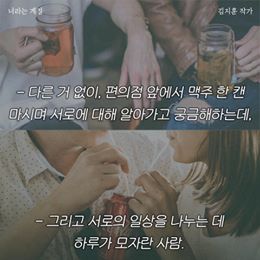 너라는 계절
김지훈 작가
- 다른 거 없이. 편의점 앞에서 맥주 한 캔
마시며 서로에 대해 알아가고 궁금해하는데,
- 그리고 서로의 일상을 나누는 데
하루가 모자란 사람.